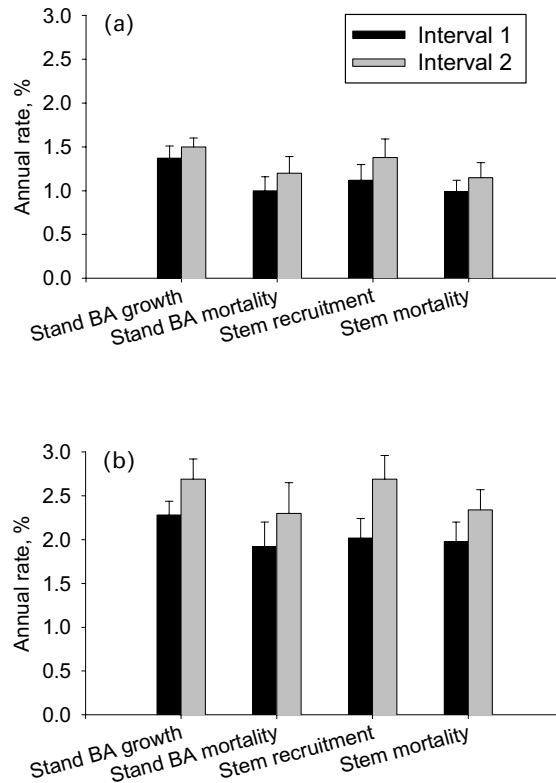 (a)
Interval 1
Interval 2
Annual rate, %
3.0
2.5
2.0
1.5
1.0
0.5
0.0
Stand BA growth
Stand BA mortality
Stem recruitment
Stem mortality
(b)
Annual rate, %
3.0
2.5
2.0
1.5
1.0
0.5
0.0
Stand BA growth
Stand BA mortality
Stem recruitment
Stem mortality